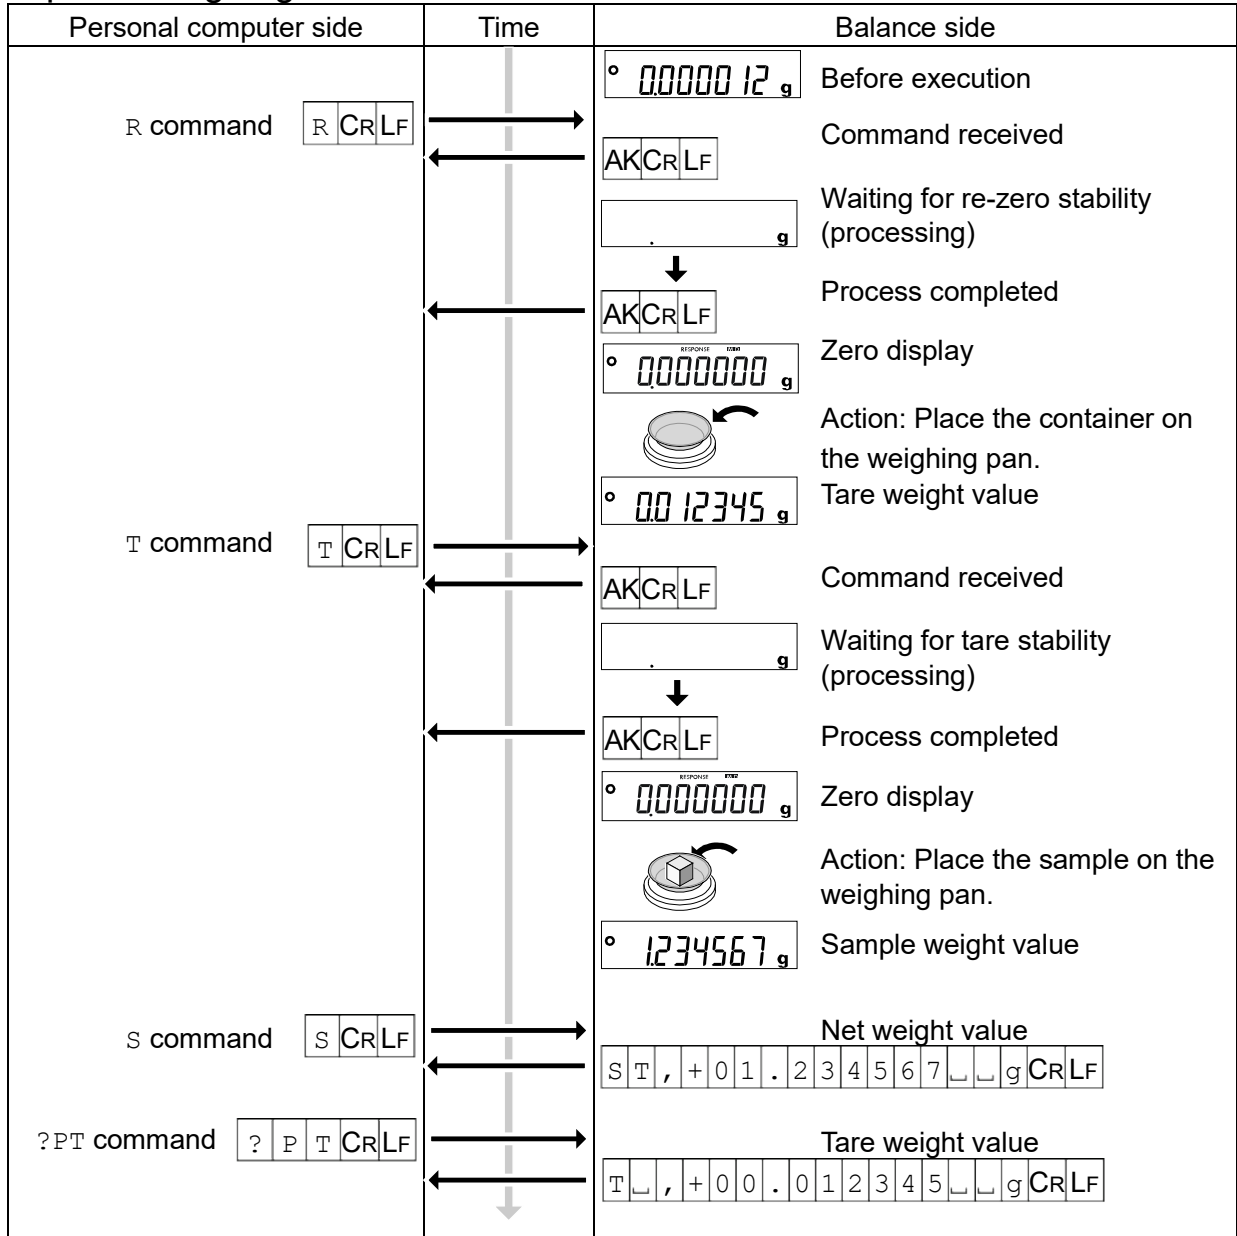 Personal computer side Time Balance side
0.000012 g Before execution
R command R CR LF
Command received
AK CR LF
Waiting for re-zero stability
. g (processing)
Process completed
AK CR LF
Zero display
RESPONSE MID
0.000000 g
Action: Place the container on
the weighing pan.
Tare weight value
0.012345 g
T command T CR LF
Command received
AK CR LF
Waiting for tare stability
. g (processing)
AK CR LF Process completed
RESPONSE
0.000000 g Zero display
Action: Place the sample on the
weighing pan.
1.234567 g Sample weight value
S command S CR LF Net weight value
S T , + 0 1 . 2 3 4 5 6 7 ␣ ␣ g CR LF
?PT command ? P T CR LF Tare weight value
T ␣ , + 0 0 . 0 1 2 3 4 5 ␣ ␣ g CR LF